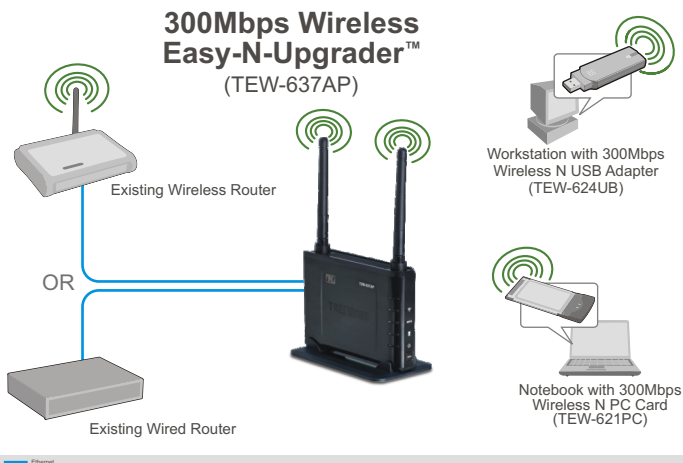 300Mbps Wireless
Easy-N-Upgrader™
(TEW-637AP)
Existing Wireless Router
OR
Existing Wired Router
Workstation with 300Mbps
Wireless N USB Adapter
(TEW-624UB)
Notebook with 300Mbps
Wireless N PC Card
(TEW-621PC)
Ethernet